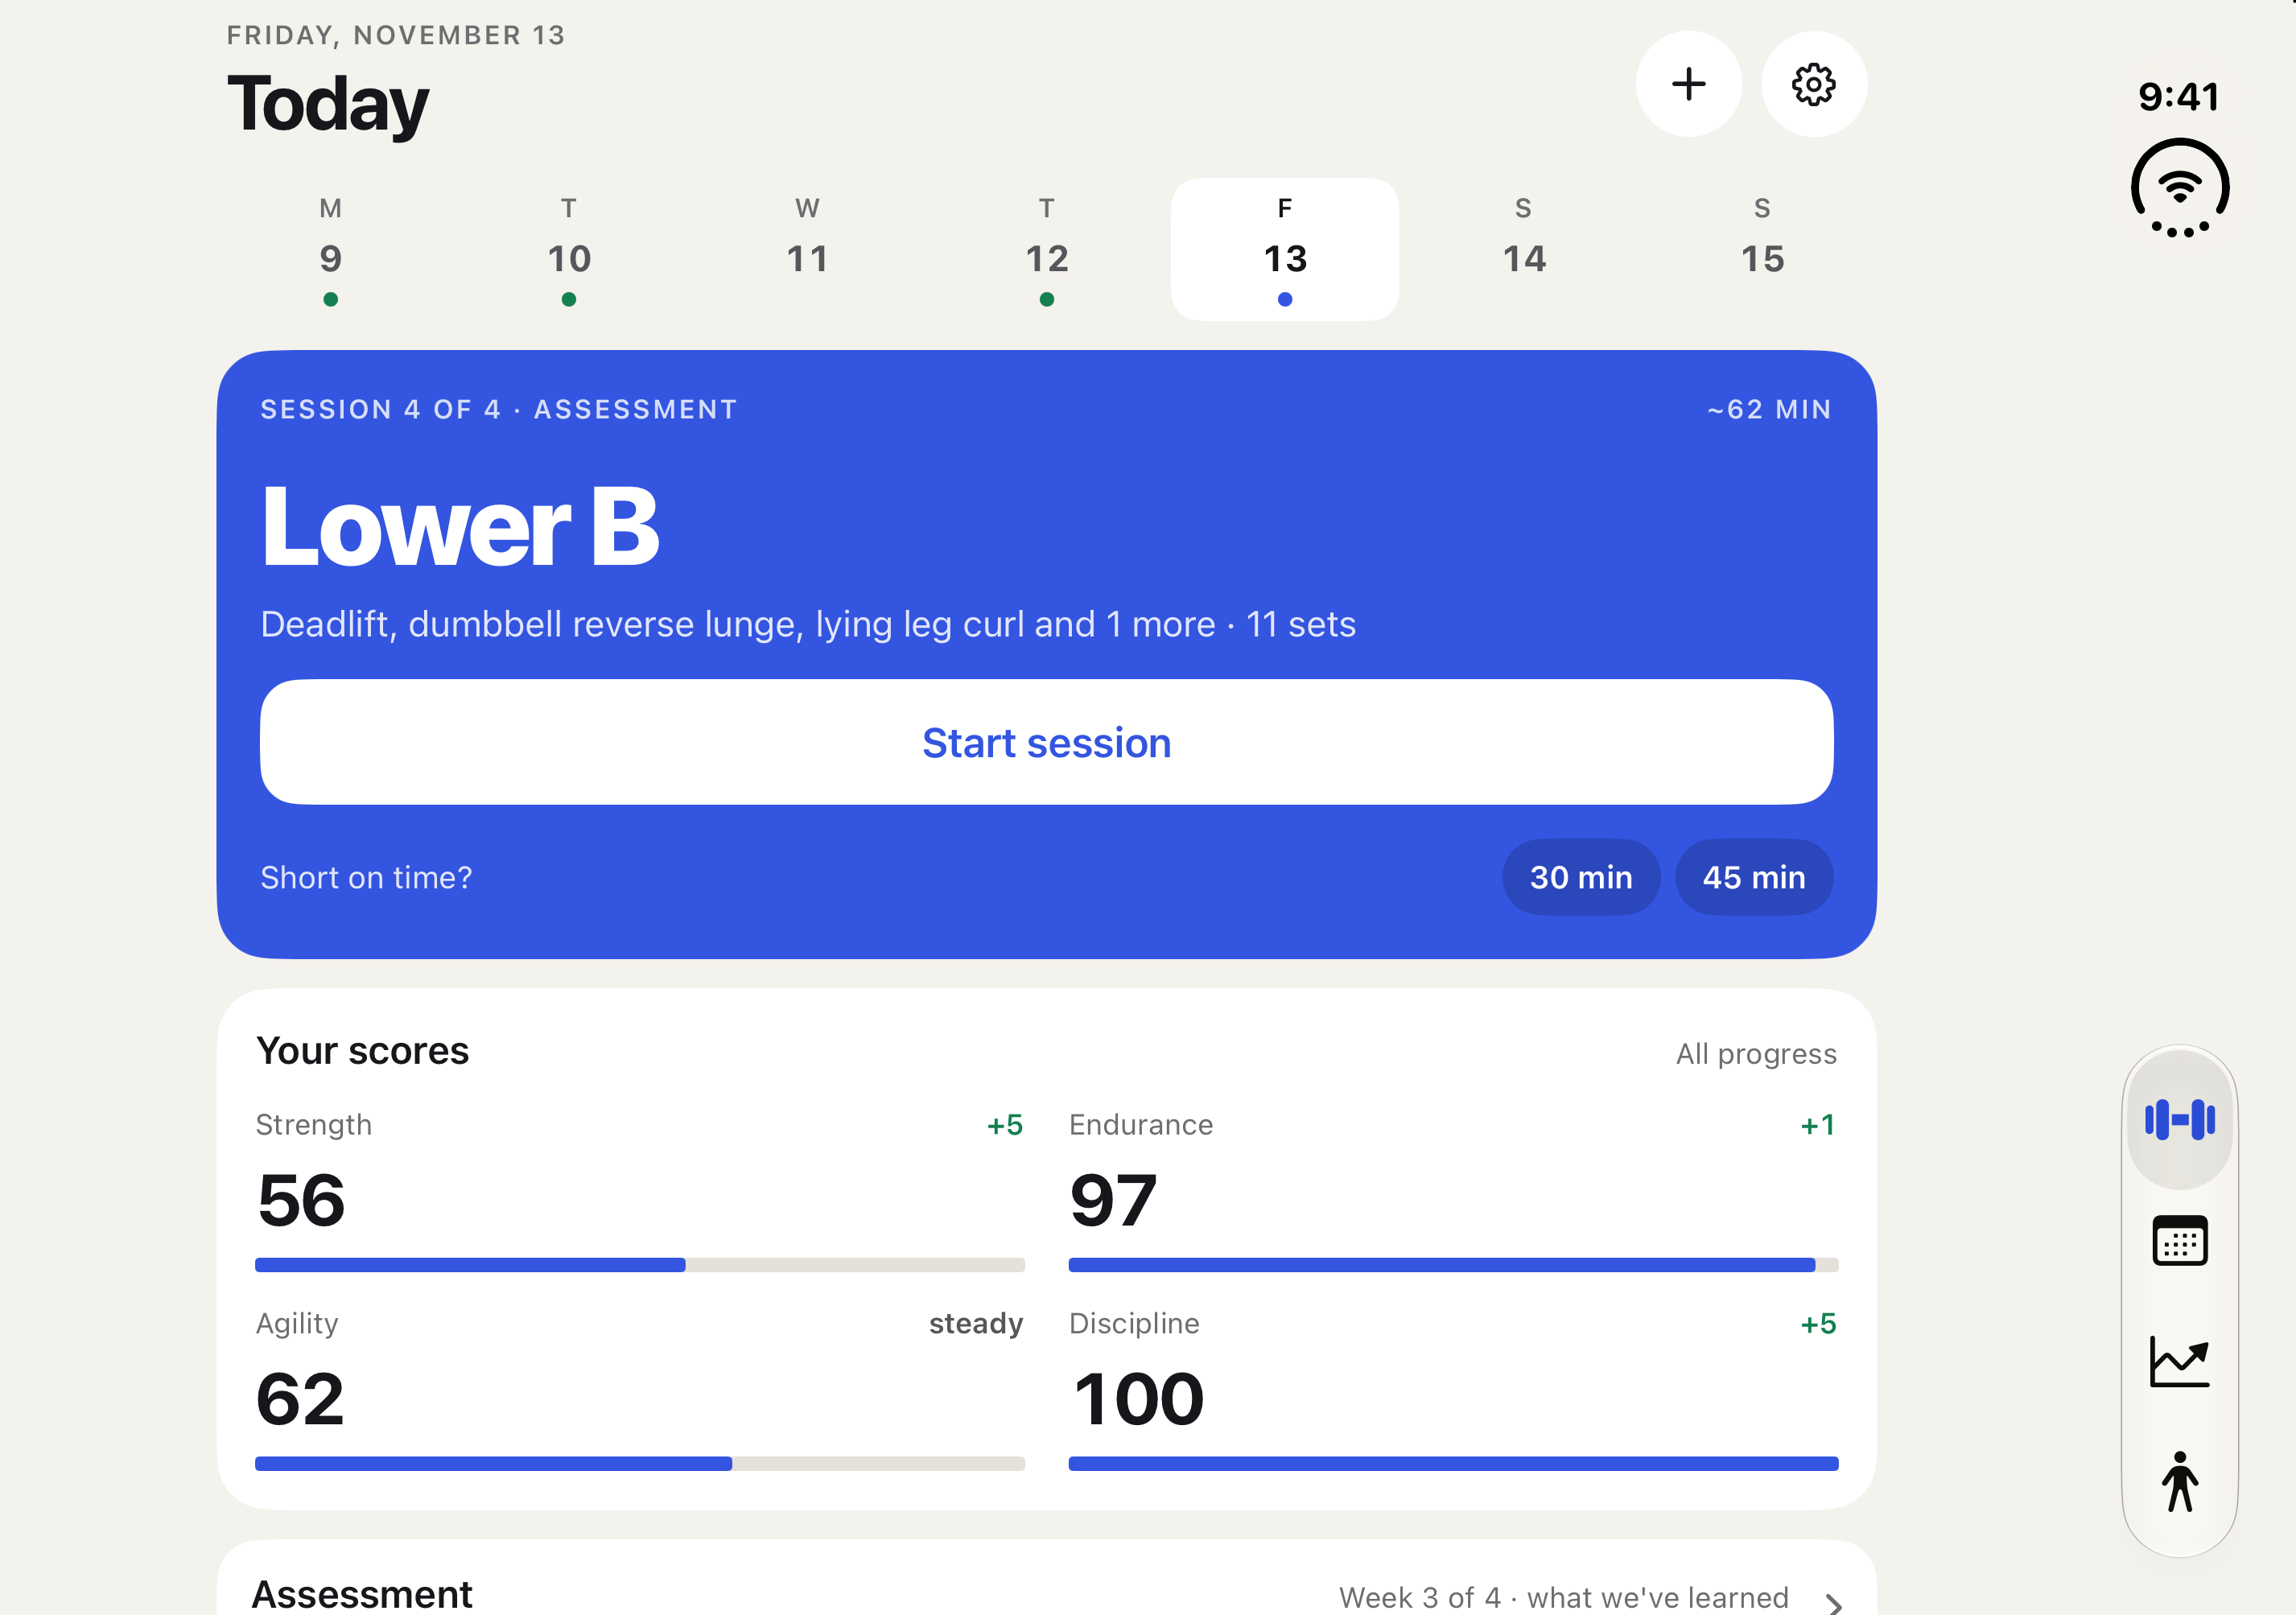 FRIDAY, NOVEMBER 13
Today
9:41
M T W T F S S
9 10 11 12 13 14 15
SESSION 4 OF 4 · ASSESSMENT ~62 MIN
Lower B
Deadlift, dumbbell reverse lunge, lying leg curl and 1 more · 11 sets
Start session
Short on time? 30 min 45 min
Your scores All progress
Strength +5 Endurance +1
56 97
Agility steady Discipline +5
62 100
Assessment Week 3 of 4 · what we've learned